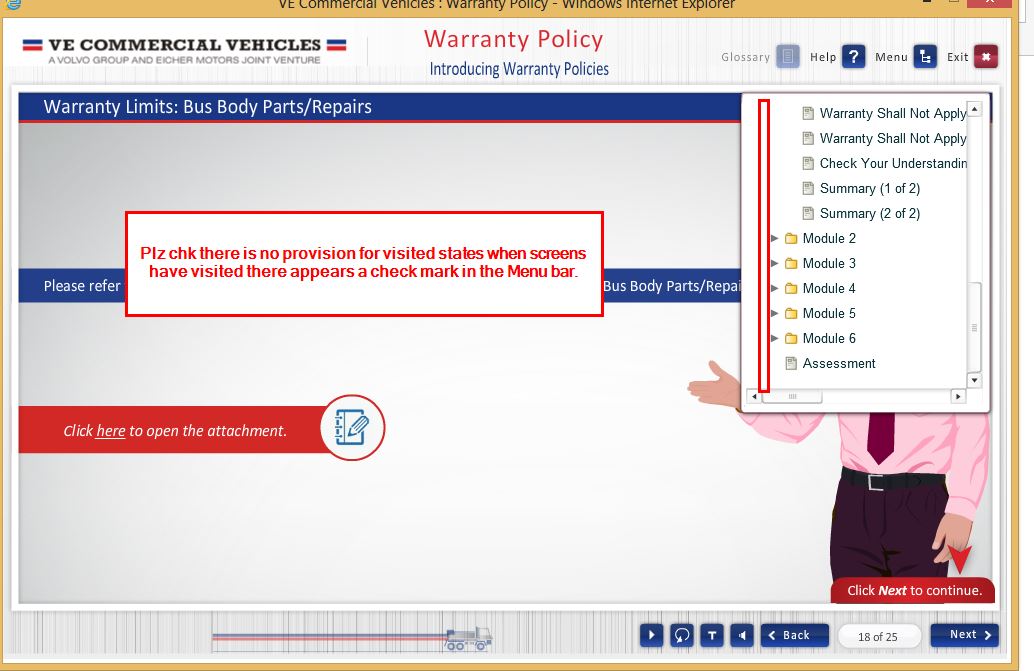 VE Commercial Vehicles : Warranty Policy - Windows Internet Explorer
VE COMMERCIAL VEHICLES
A VOLVO GROUP AND EICHER MOTORS JOINT VENTURE
Warranty Policy
Introducing Warranty Policies
Glossary Help ? Menu Exit
Warranty Limits: Bus Body Parts/Repairs
Warranty Shall Not Apply
Warranty Shall Not Apply
Check Your Understandin
Summary (1 of 2)
Summary (2 of 2)
Module 2
Module 3
Module 4
Module 5
Module 6
Assessment
Plz chk there is no provision for visited states when screens
have visited there appears a check mark in the Menu bar.
Please refer Bus Body Parts/Repai
Click here to open the attachment.
Click Next to continue.
T Back 18 of 25 Next